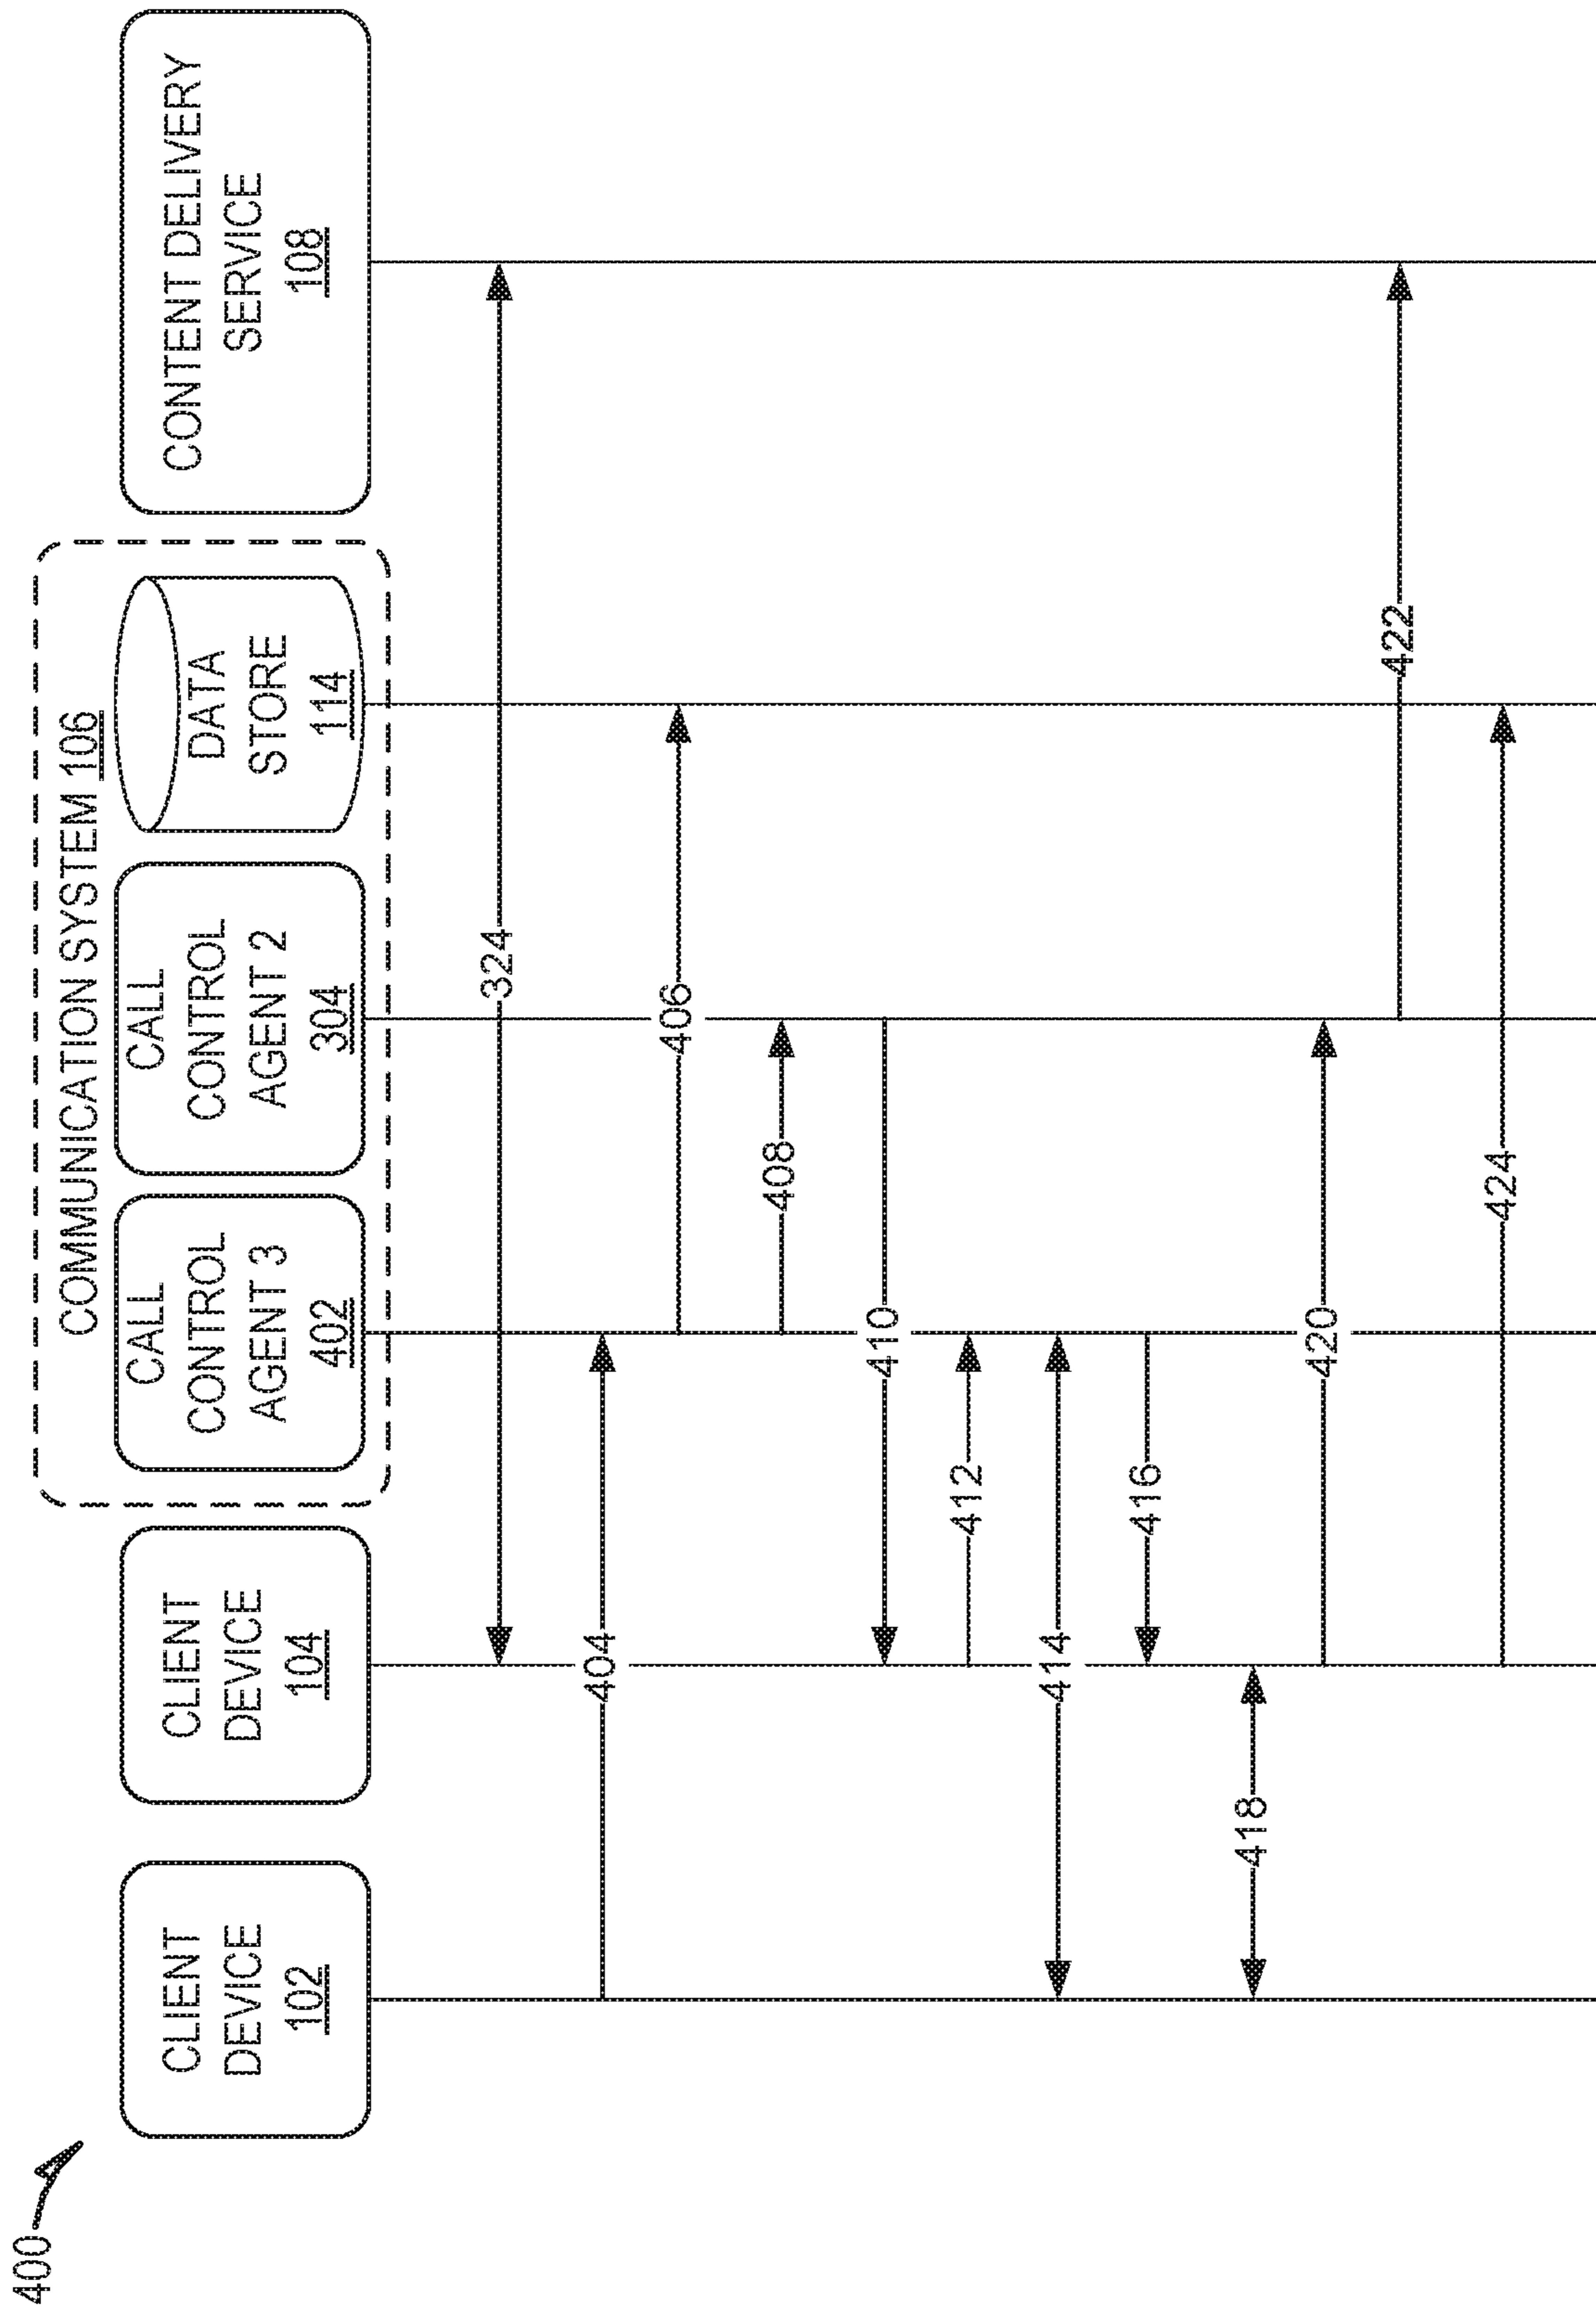 400
CLIENT
DEVICE
102
CLIENT
DEVICE
104
COMMUNICATION SYSTEM 106
CALL
CONTROL
AGENT 3
402
CALL
CONTROL
AGENT 2
304
DATA
STORE
114
CONTENT DELIVERY
SERVICE
108
324
404
406
408
410
412
414
416
418
420
422
424